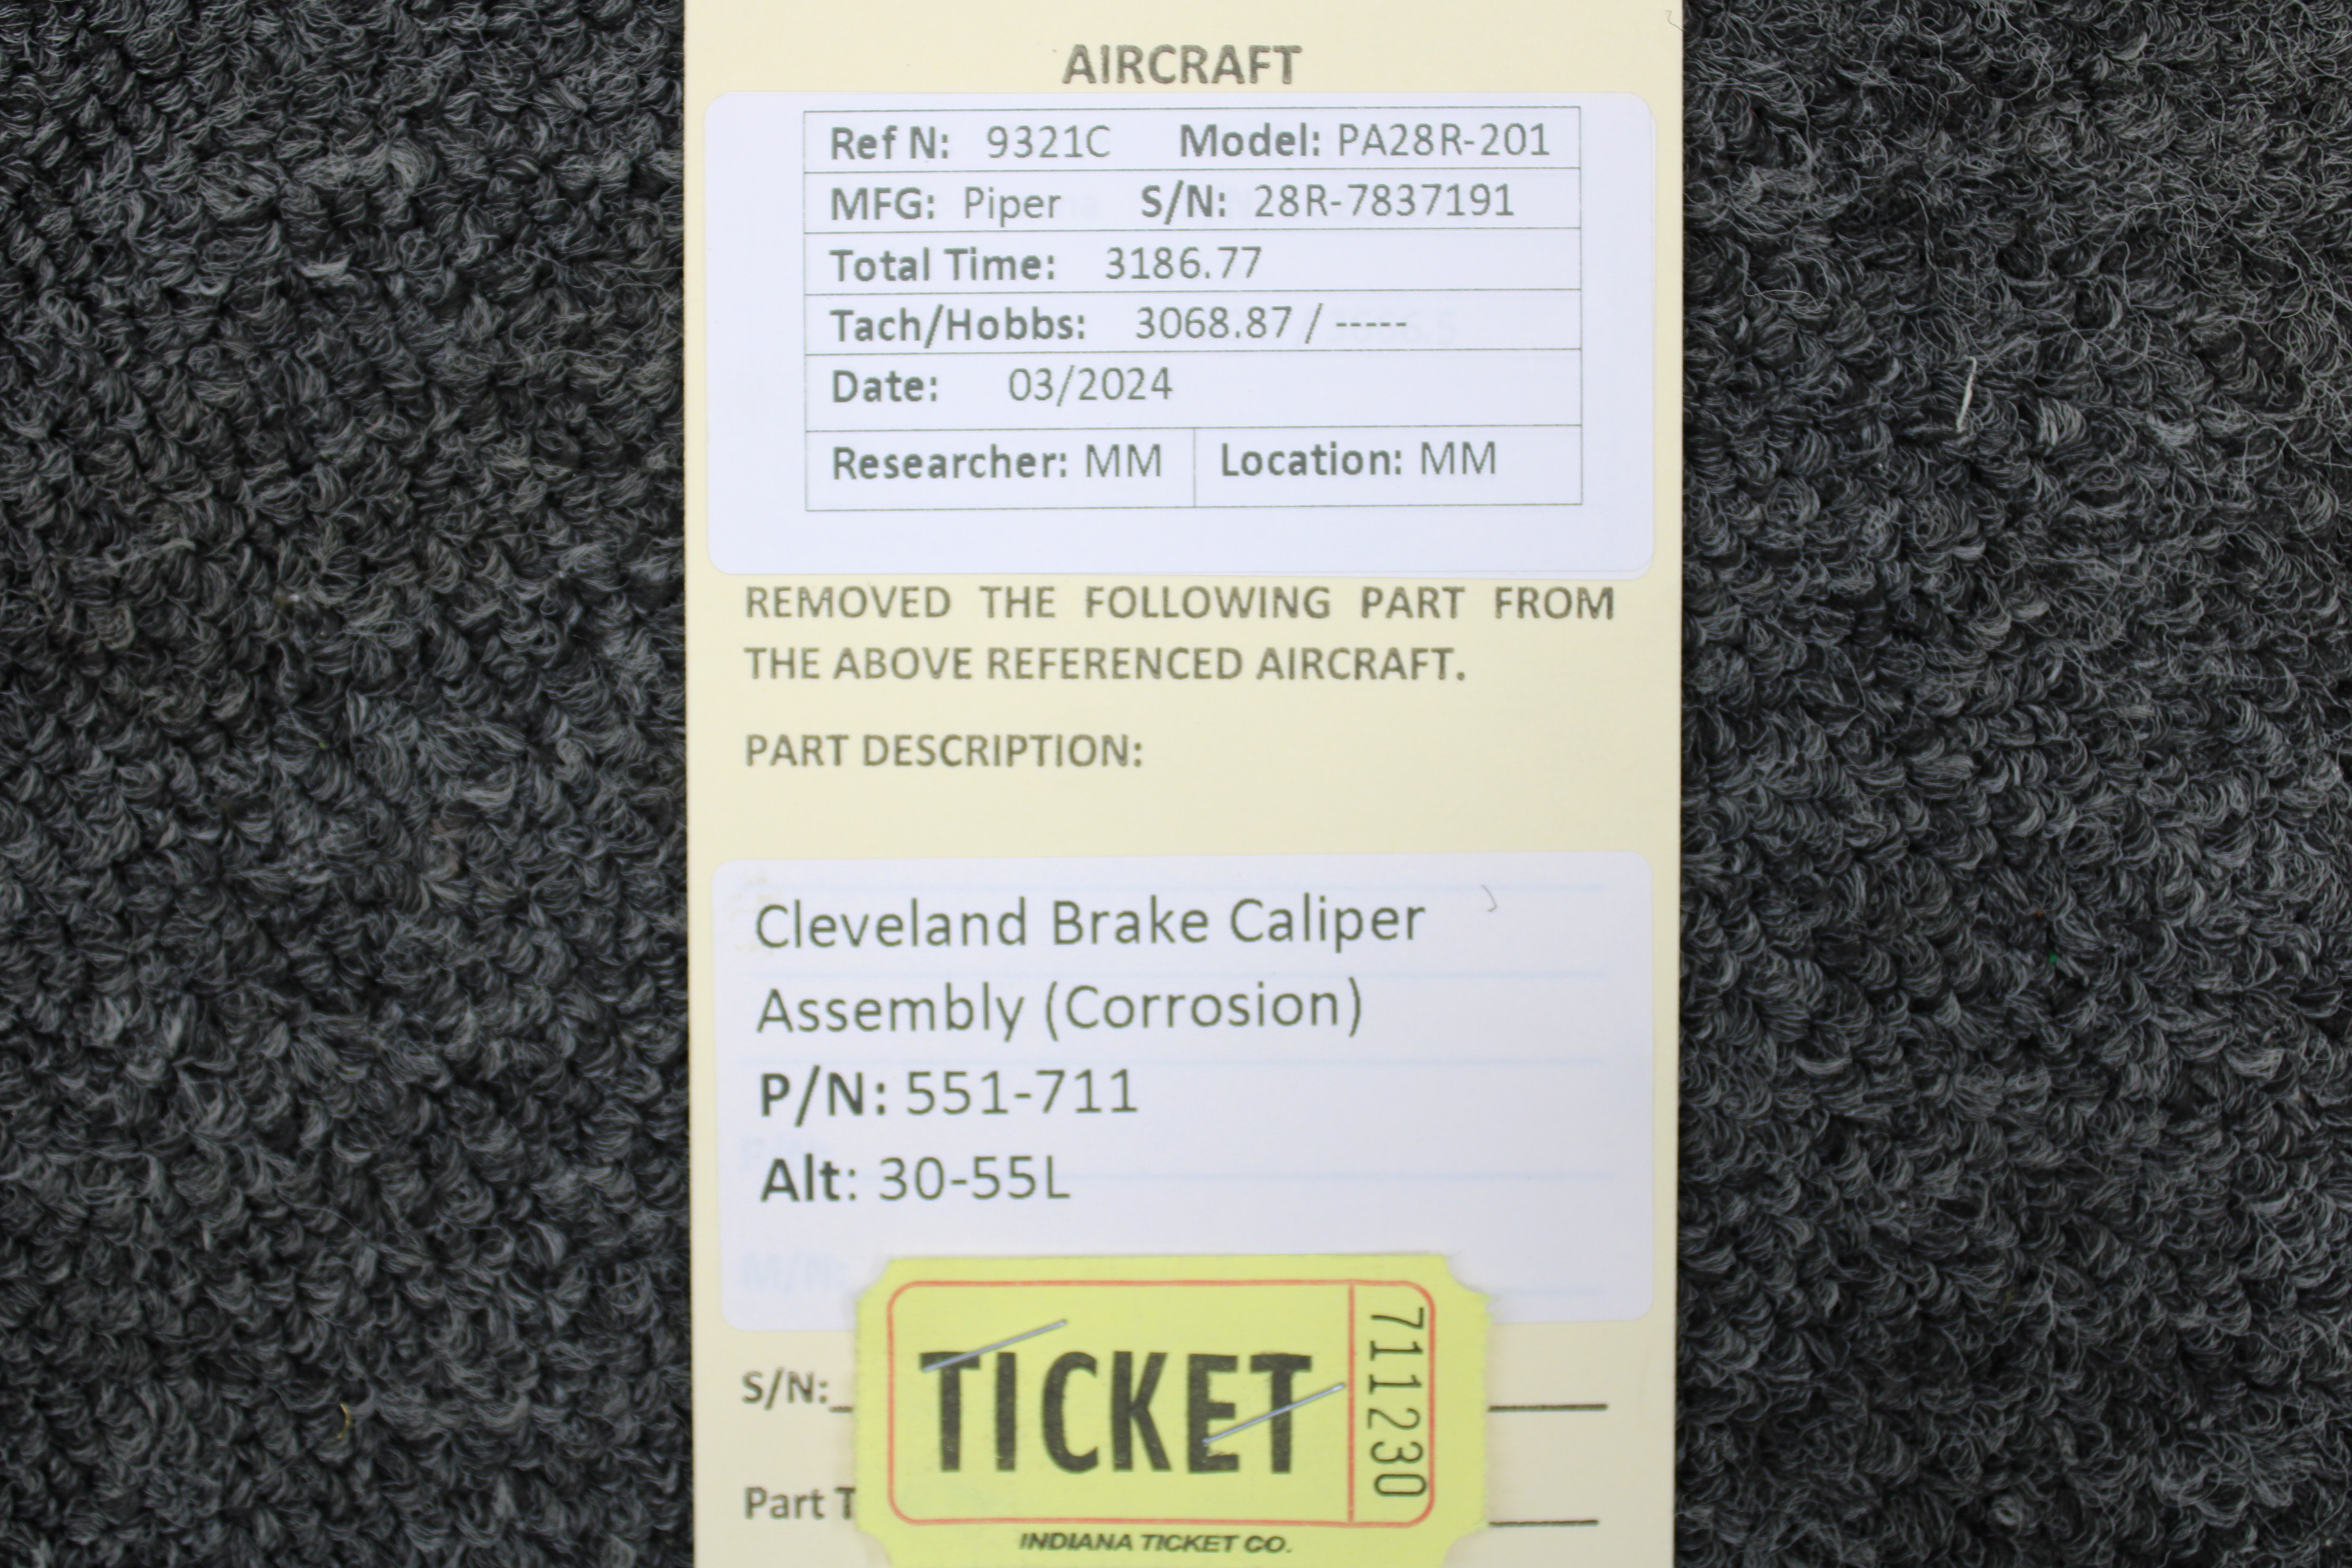 AIRCRAFT
Ref N: 9321C Model: PA28R-201
MFG: Piper S/N: 28R-7837191
Total Time: 3186.77
Tach/Hobbs: 3068.87 / -----
Date: 03/2024
Researcher: MM Location: MM
REMOVED THE FOLLOWING PART FROM
THE ABOVE REFERENCED AIRCRAFT.
PART DESCRIPTION:
Cleveland Brake Caliper
Assembly (Corrosion)
P/N: 551-711
Alt: 30-55L
M/N:
S/N:
TICKET
711230
Part T
INDIANA TICKET CO.